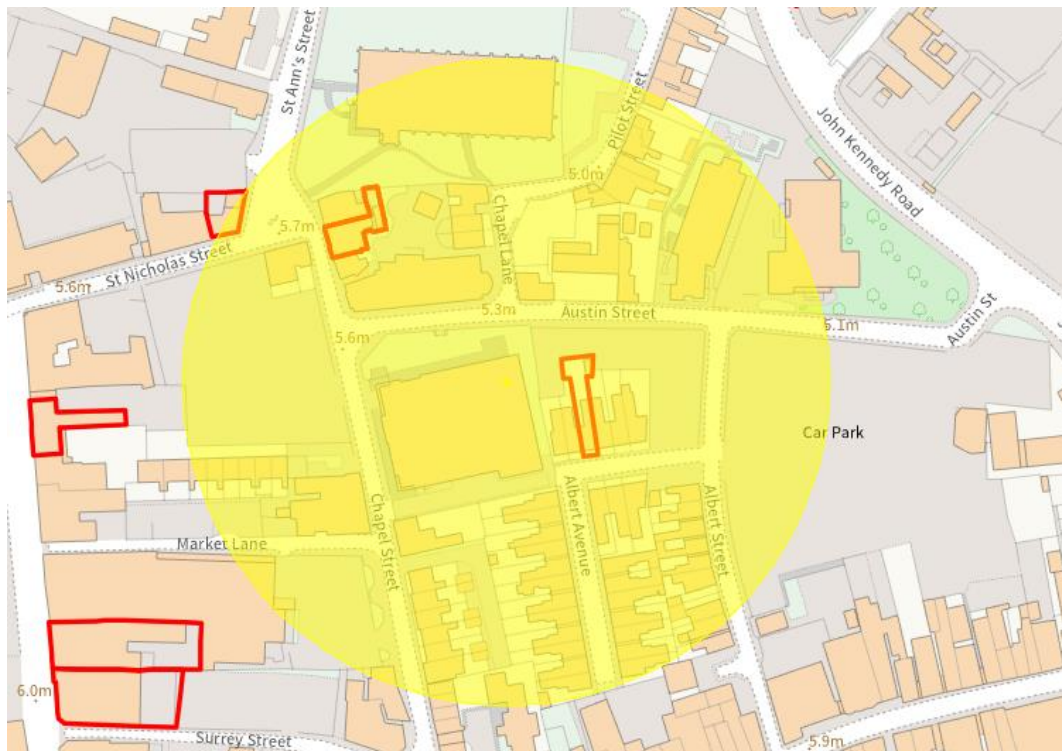 St Ann's Street
Pilot Street
John Kennedy Road
5.0m
Chapel Lane
5.7m
St Nicholas Street
5.6m
5.3m
Austin Street
6.1m
Austin St
5.6m
Car Park
Chapel Street
Albert Avenue
Albert Street
Market Lane
6.0m
Surrey Street
5.9m